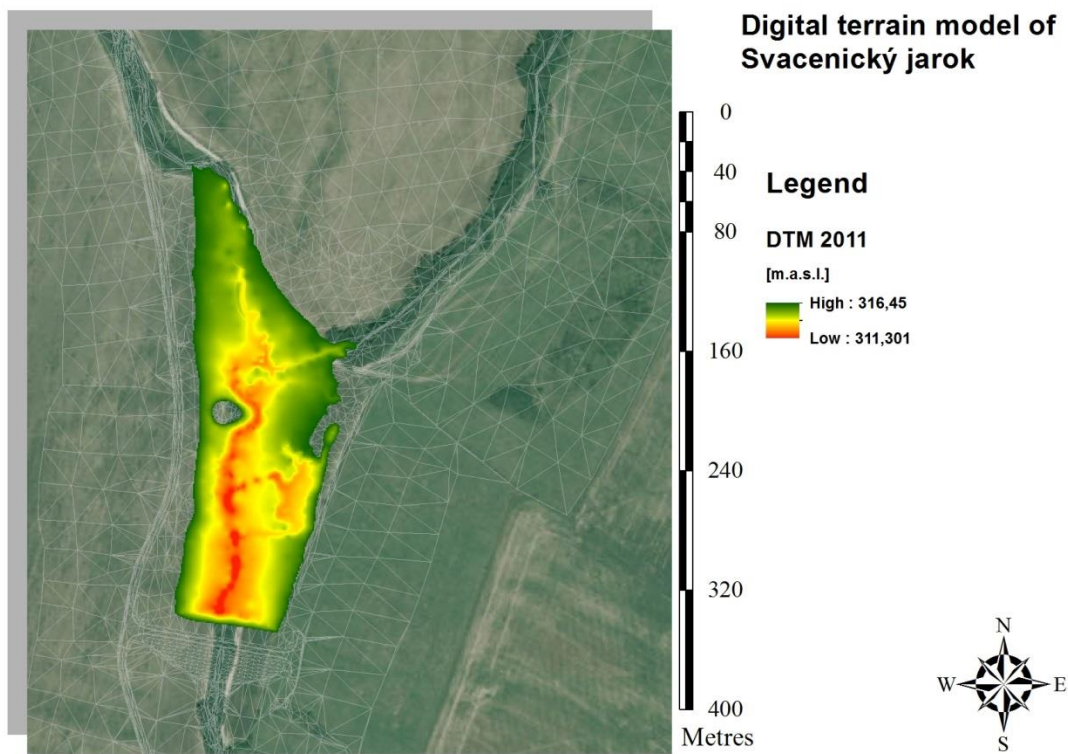 Digital terrain model of
Svacenický jarok
0
40
80
160
240
320
400
Metres
Legend
DTM 2011
[m.a.s.l.]
High : 316,45
Low : 311,301
N
W
E
S